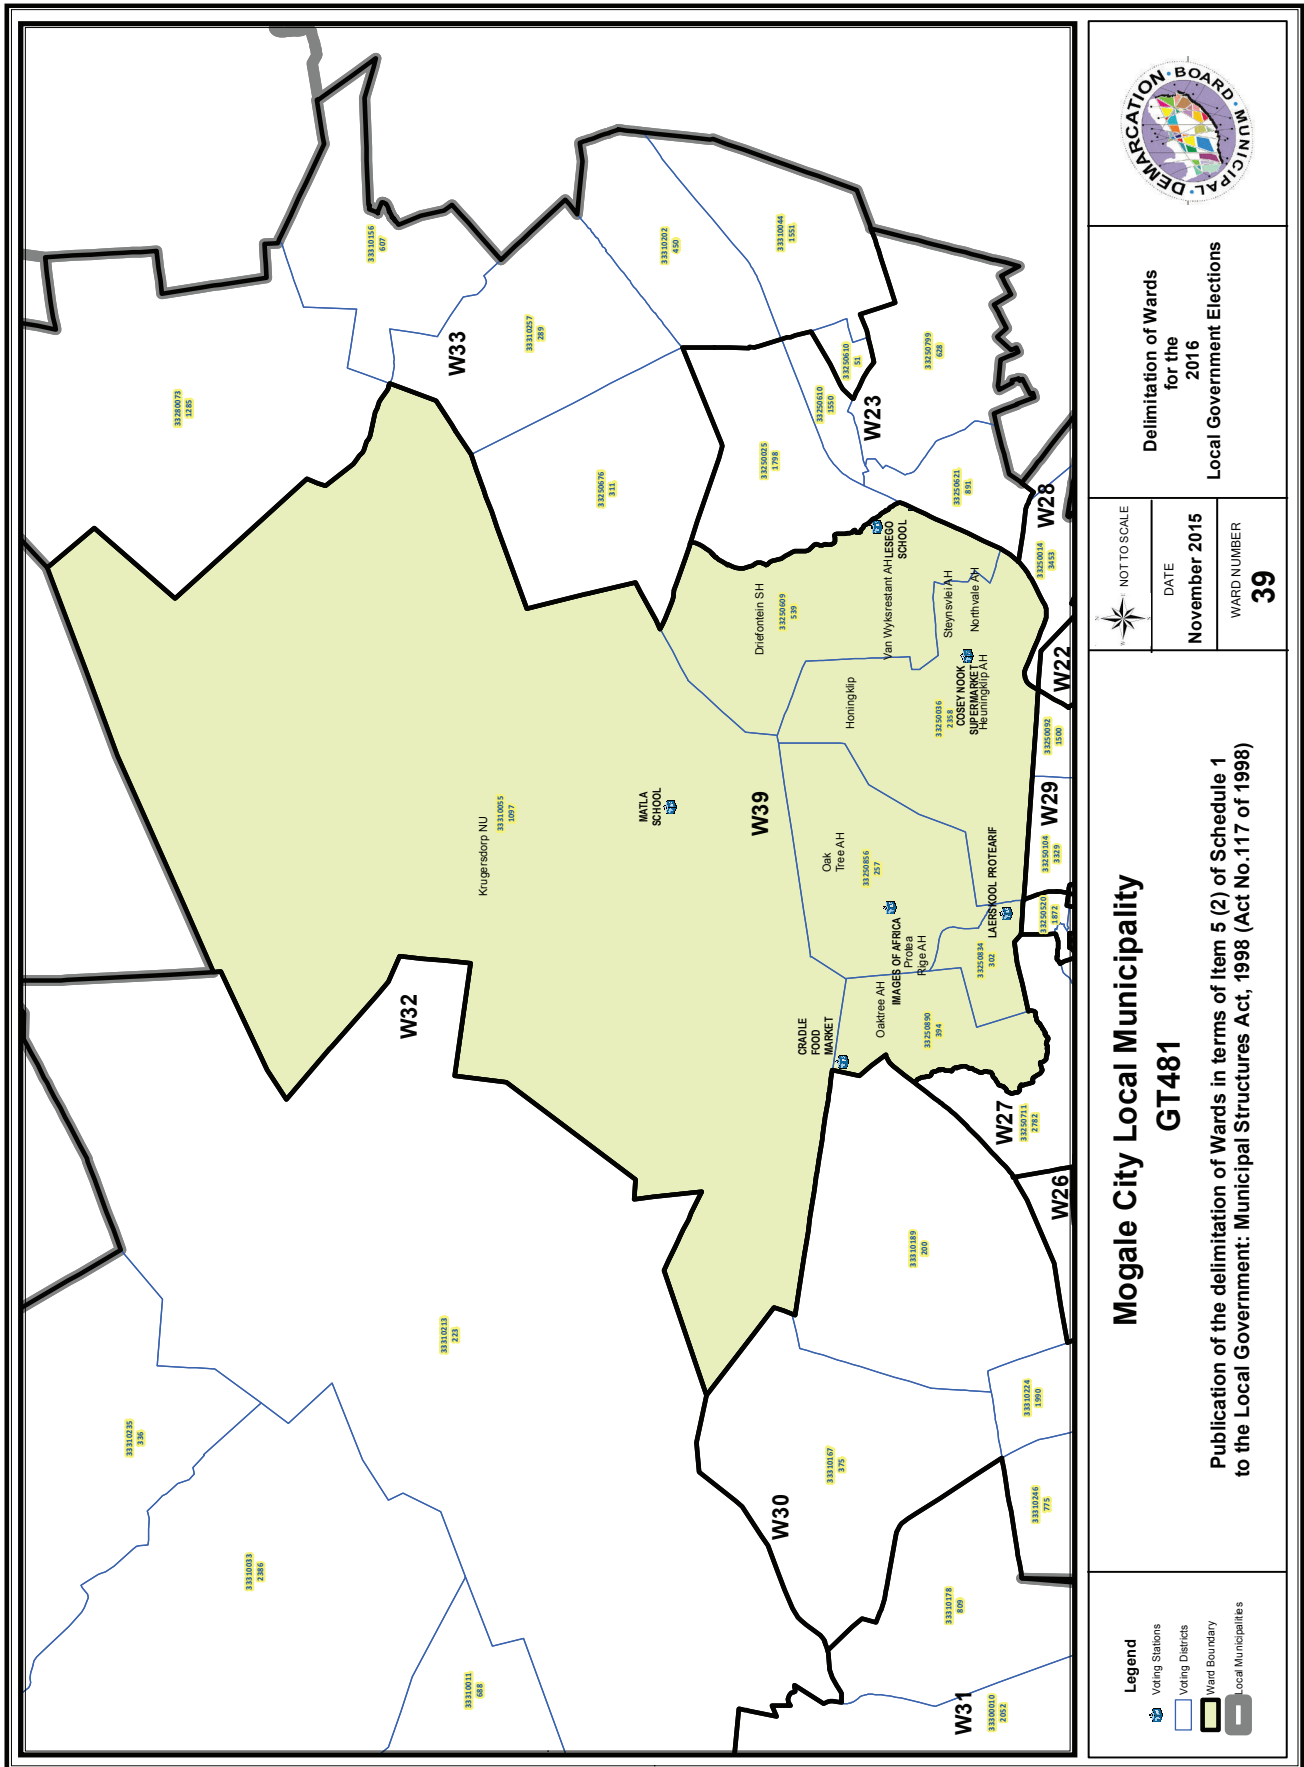 33280073
1285
33310156
607
W33
33310257
289
33310202
450
33310044
1551
33250676
311
33250025
1798
33250610
1550
33250610
51
W23
33250799
628
33250621
891
W28
33250014
3453
W22
33250092
1500
W29
33250104
3329
33250520
1872
Krugersdorp NU
33310055
1097
MATLA
SCHOOL
W39
Driefontein SH
33250609
539
Van Wyksrestant AH
LESEGO
SCHOOL
Steynsvlei AH
Northvale AH
Honingklip
33250036
2358
COSEY NOOK
SUPERMARKET
Heuningklip AH
Oak
Tree AH
33250856
257
LAERSKOOL PROTEARIF
IMAGES OF AFRICA
Protea
Rige AH
33250834
302
Oaktree AH
33250890
394
CRADLE
FOOD
MARKET
W32
W27
33250711
2782
W26
33310189
200
33310213
223
33310235
336
33310033
2386
33310011
688
33310167
375
W30
33310224
1990
33310246
775
33310178
809
W31
33300010
2052
Legend
Voting Stations
Voting Districts
Ward Boundary
Local Municipalities
Mogale City Local Municipality
GT481
Publication of the delimitation of Wards in terms of Item 5 (2) of Schedule 1
to the Local Government: Municipal Structures Act, 1998 (Act No.117 of 1998)
NOT TO SCALE
DATE
November 2015
WARD NUMBER
39
Delimitation of Wards
for the
2016
Local Government Elections
MUNICIPAL • DEMARCATION • BOARD